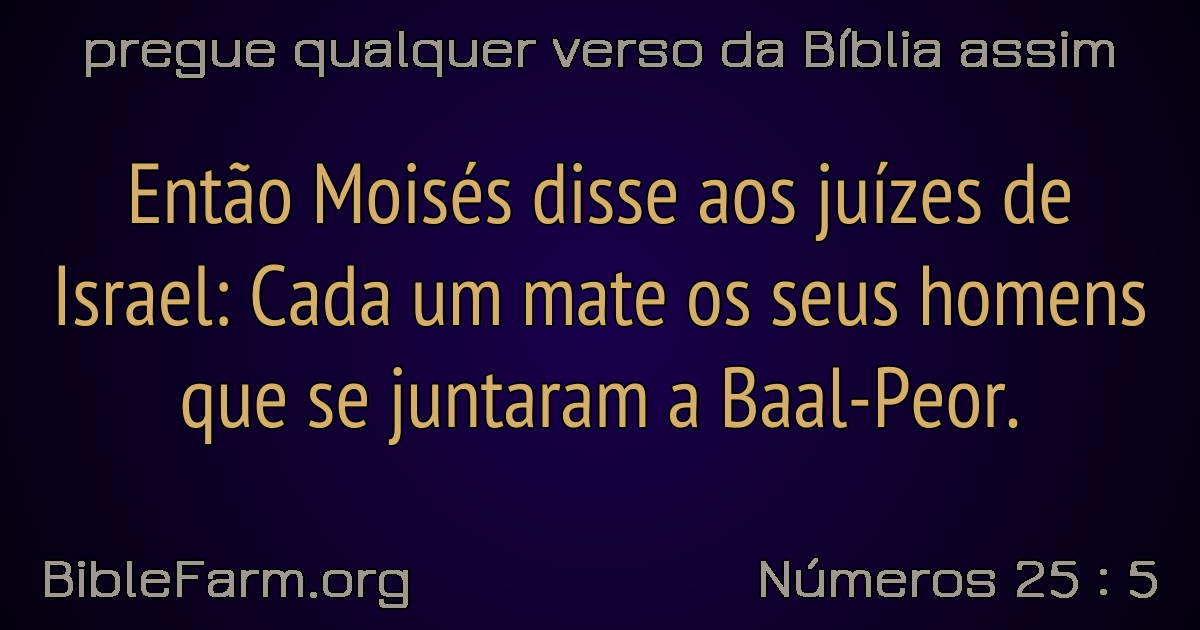 pregue qualquer verso da Bíblia assim
Então Moisés disse aos juízes de
Israel: Cada um mate os seus homens
que se juntaram a Baal-Peor.
BibleFarm.org
Números 25 : 5